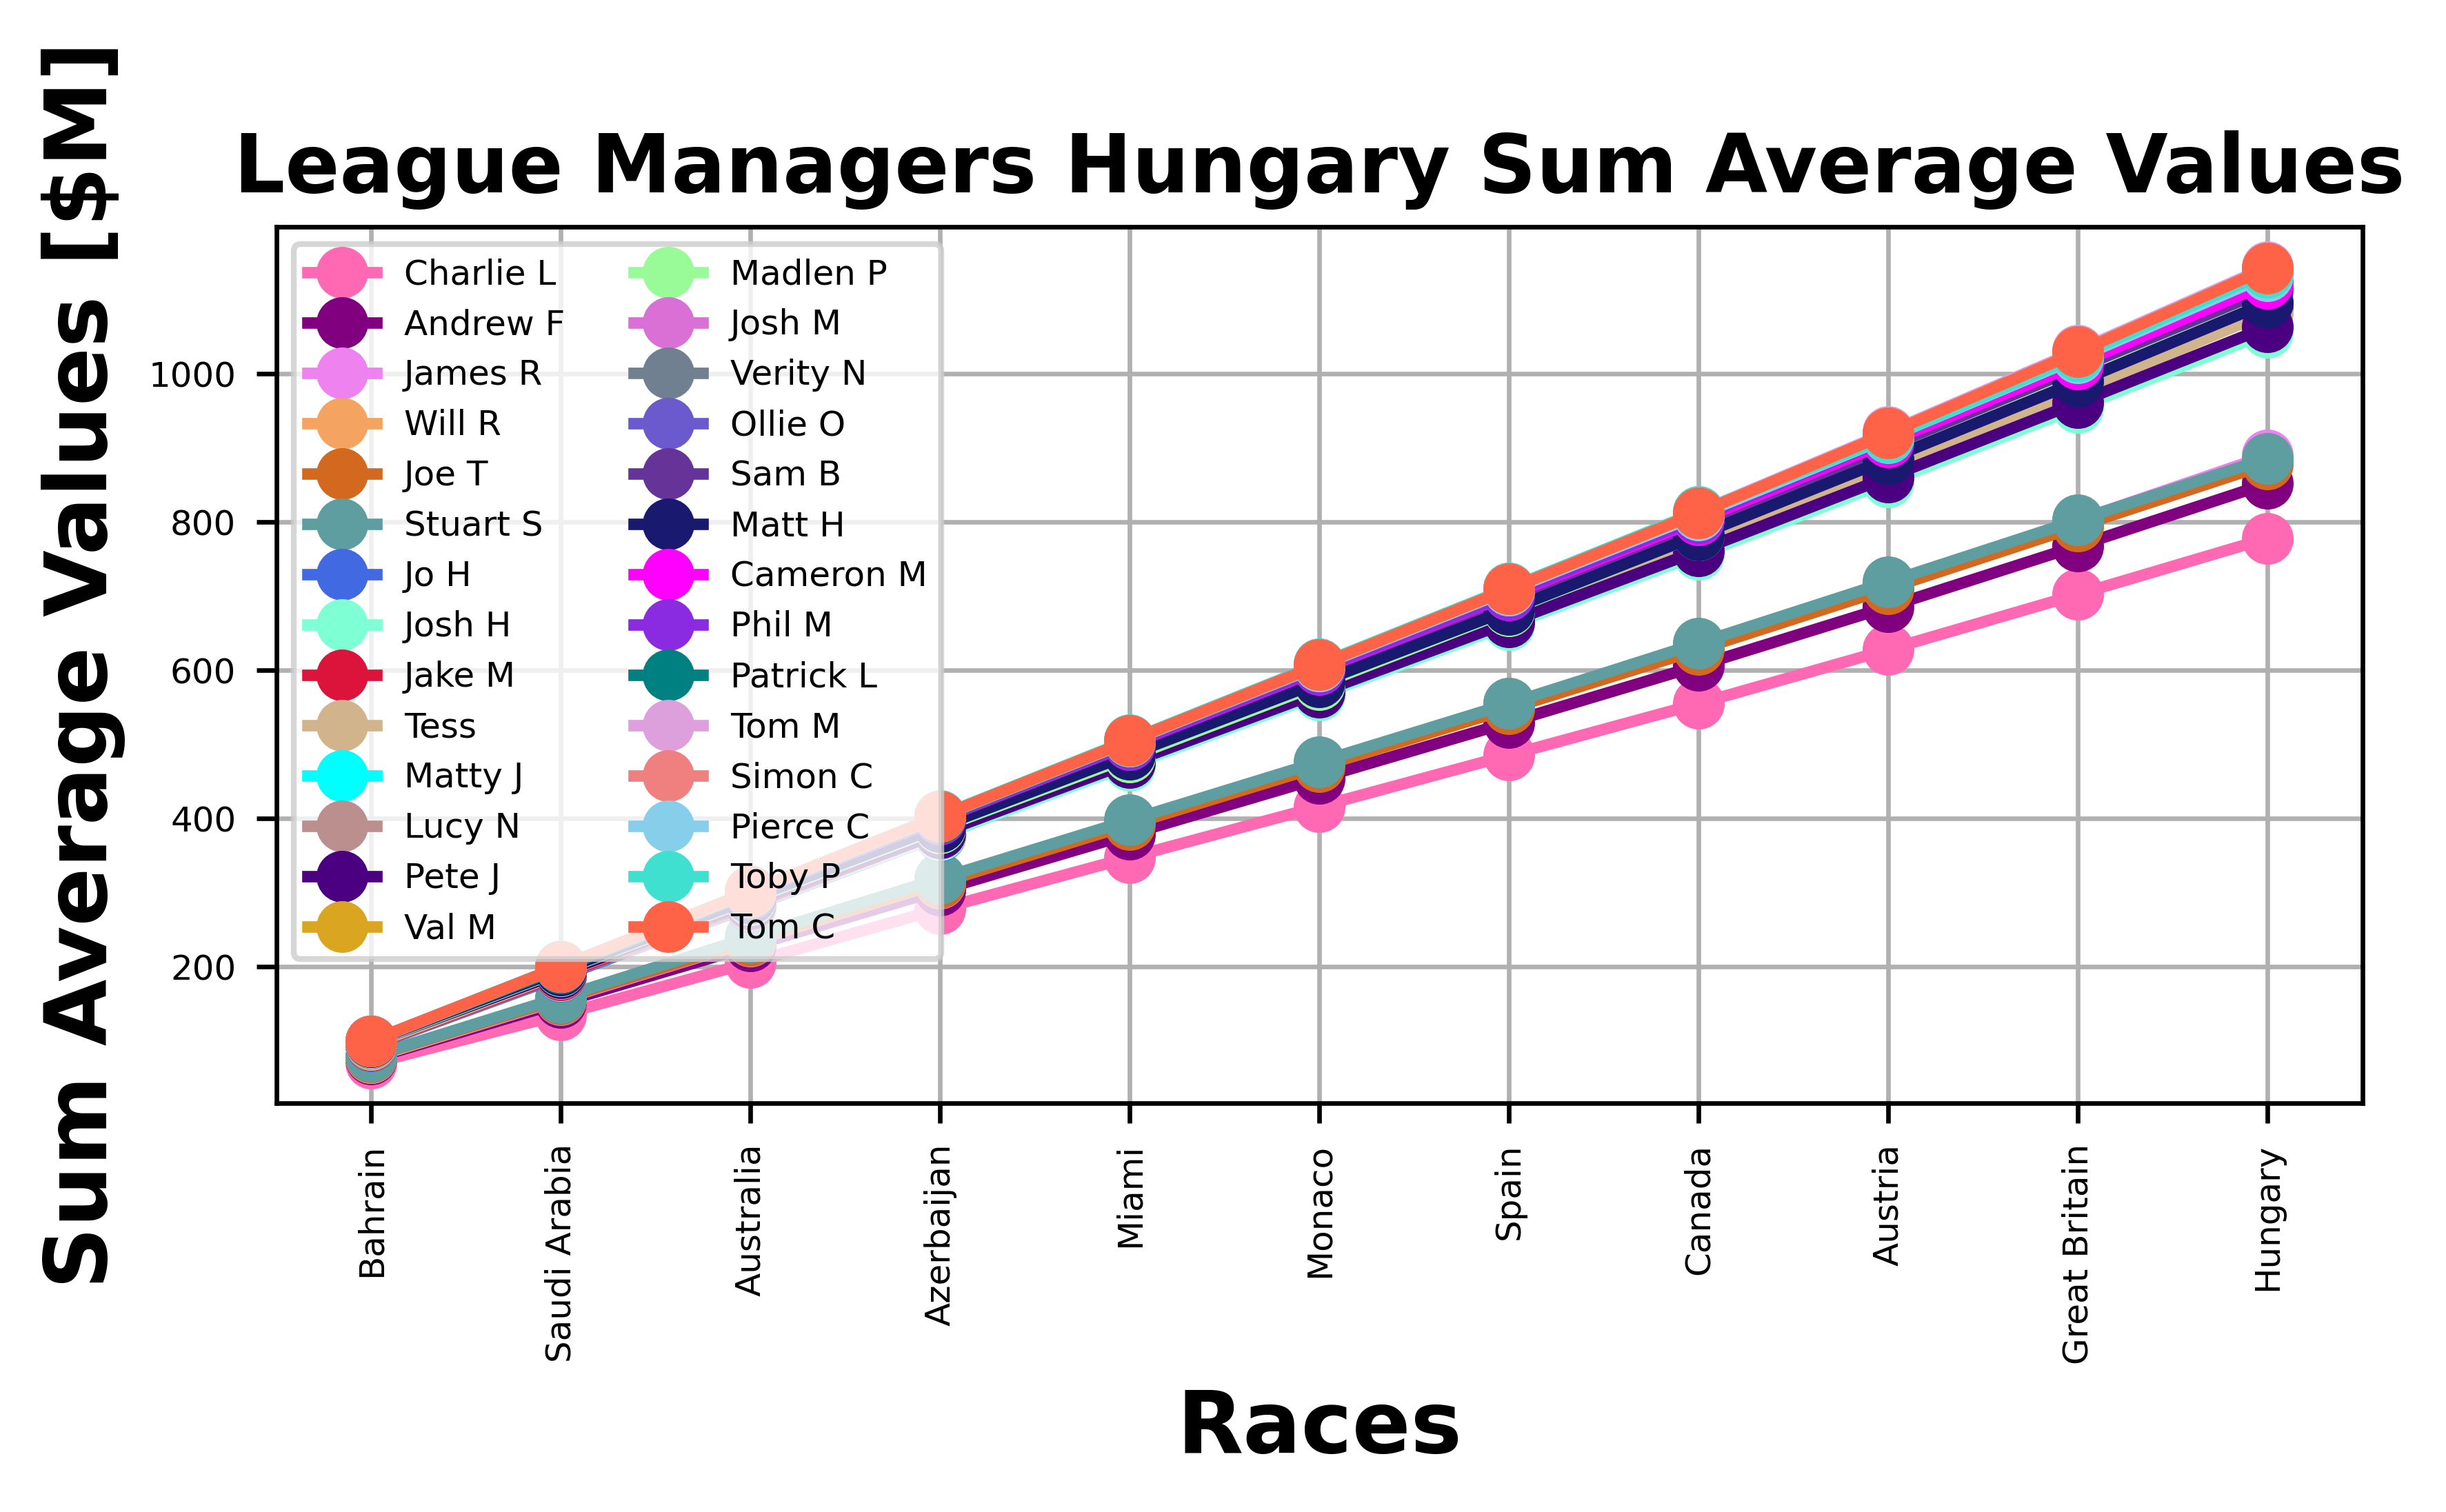 League Managers Hungary Sum Average Values
Sum Average Values [$M]
1000
800
600
400
200
Charlie L
Andrew F
James R
Will R
Joe T
Stuart S
Jo H
Josh H
Jake M
Tess
Matty J
Lucy N
Pete J
Val M
Madlen P
Josh M
Verity N
Ollie O
Sam B
Matt H
Cameron M
Phil M
Patrick L
Tom M
Simon C
Pierce C
Toby P
Tom C
Bahrain
Saudi Arabia
Australia
Azerbaijan
Miami
Monaco
Spain
Canada
Austria
Great Britain
Hungary
Races